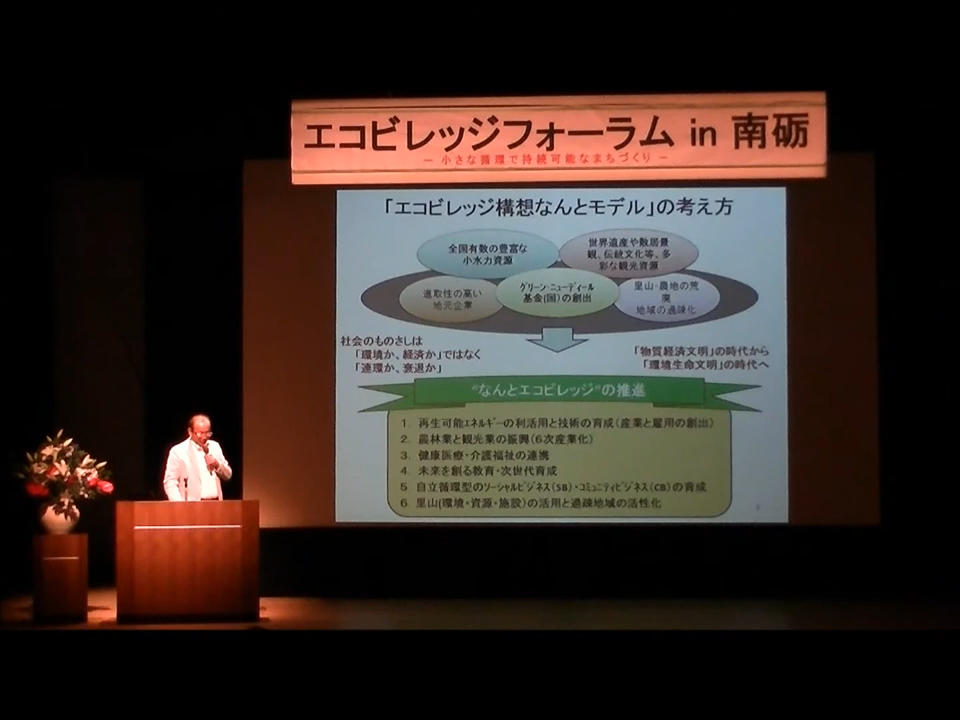 エコビレッジフォーラム in 南砺
－ 小さな循環で持続可能なまちづくり －
「エコビレッジ構想なんとモデル」の考え方
全国有数の豊富な
小水力資源
世界遺産や散居景
観、伝統文化等、多
彩な観光資源
進取性の高い
地元企業
グリーン・ニューディール
基金(国)の創出
里山・農地の荒
廃
地域の過疎化
社会のものさしは
「環境か、経済か」ではなく
「連環か、衰退か」
「物質経済文明」の時代から
「環境生命文明」の時代へ
“なんとエコビレッジ”の推進
1. 再生可能エネルギーの利活用と技術の育成（産業と雇用の創出）
2. 農林業と観光業の振興（6次産業化）
3. 健康医療・介護福祉の連携
4. 未来を創る教育・次世代育成
5 自立循環型のソーシャルビジネス（SB）・コミュニティビジネス（CB）の育成
6. 里山(環境・資源・施設)の活用と過疎地域の活性化